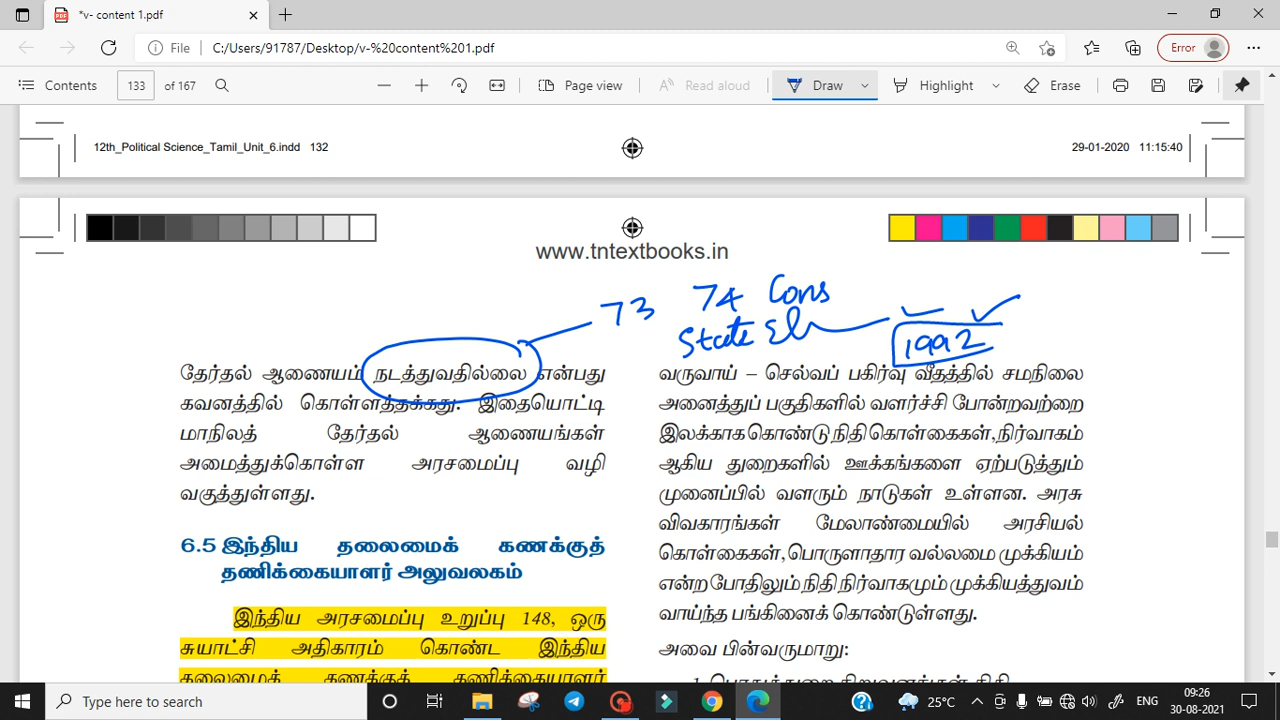 *v- content 1.pdf
File C:/Users/91787/Desktop/v-%20content%201.pdf Error
Contents 133 of 167 Page view Read aloud Draw Highlight Erase
12th_Political Science_Tamil_Unit_6.indd 132 29-01-2020 11:15:40
www.tntextbooks.in
73 74 Cons
State El 1992
தேர்தல் ஆணையம் நடத்துவதில்லை என்பது
கவனத்தில் கொள்ளத்தக்கது. இதையொட்டி
மாநிலத் தேர்தல் ஆணையங்கள்
அமைத்துக்கொள்ள அரசமைப்பு வழி
வகுத்துள்ளது.
6.5 இந்திய தலைமைக் கணக்குத்
தணிக்கையாளர் அலுவலகம்
இந்திய அரசமைப்பு உறுப்பு 148, ஒரு
சுயாட்சி அதிகாரம் கொண்ட இந்திய
தலைமைக் கணக்குத் தணிக்கையாளர்
வருவாய் – செல்வப் பகிர்வு வீதத்தில் சமநிலை
அனைத்துப் பகுதிகளில் வளர்ச்சி போன்றவற்றை
இலக்காக கொண்டு நிதி கொள்கைகள், நிர்வாகம்
ஆகிய துறைகளில் ஊக்கங்களை ஏற்படுத்தும்
முனைப்பில் வளரும் நாடுகள் உள்ளன. அரசு
விவகாரங்கள் மேலாண்மையில் அரசியல்
கொள்கைகள், பொருளாதார வல்லமை முக்கியம்
என்ற போதிலும் நிதி நிர்வாகமும் முக்கியத்துவம்
வாய்ந்த பங்கினைக் கொண்டுள்ளது.
அவை பின்வருமாறு:
1. பொதுத்துறை நிறுவனங்கள் நிதி
Type here to search 25°C ENG 09:26
30-08-2021